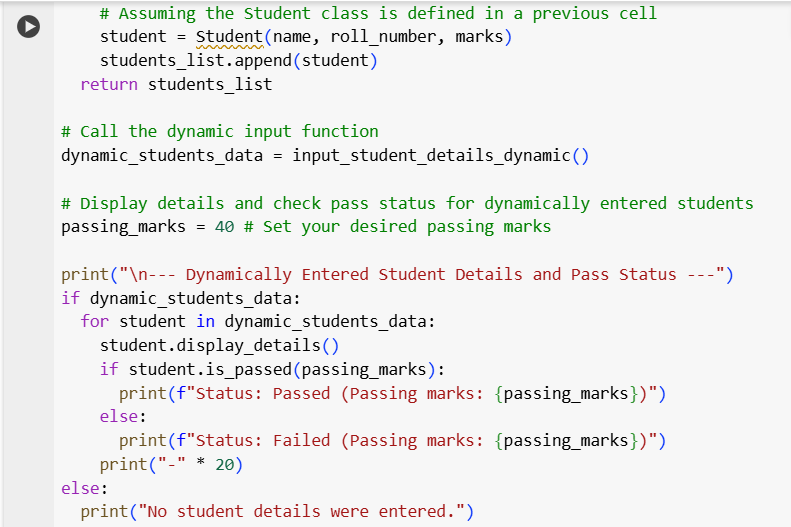 # Assuming the Student class is defined in a previous cell
student = Student(name, roll_number, marks)
students_list.append(student)
return students_list
# Call the dynamic input function
dynamic_students_data = input_student_details_dynamic()
# Display details and check pass status for dynamically entered students
passing_marks = 40 # Set your desired passing marks
print("\n--- Dynamically Entered Student Details and Pass Status ---")
if dynamic_students_data:
for student in dynamic_students_data:
student.display_details()
if student.is_passed(passing_marks):
print(f"Status: Passed (Passing marks: {passing_marks})")
else:
print(f"Status: Failed (Passing marks: {passing_marks})")
print("-" * 20)
else:
print("No student details were entered.")